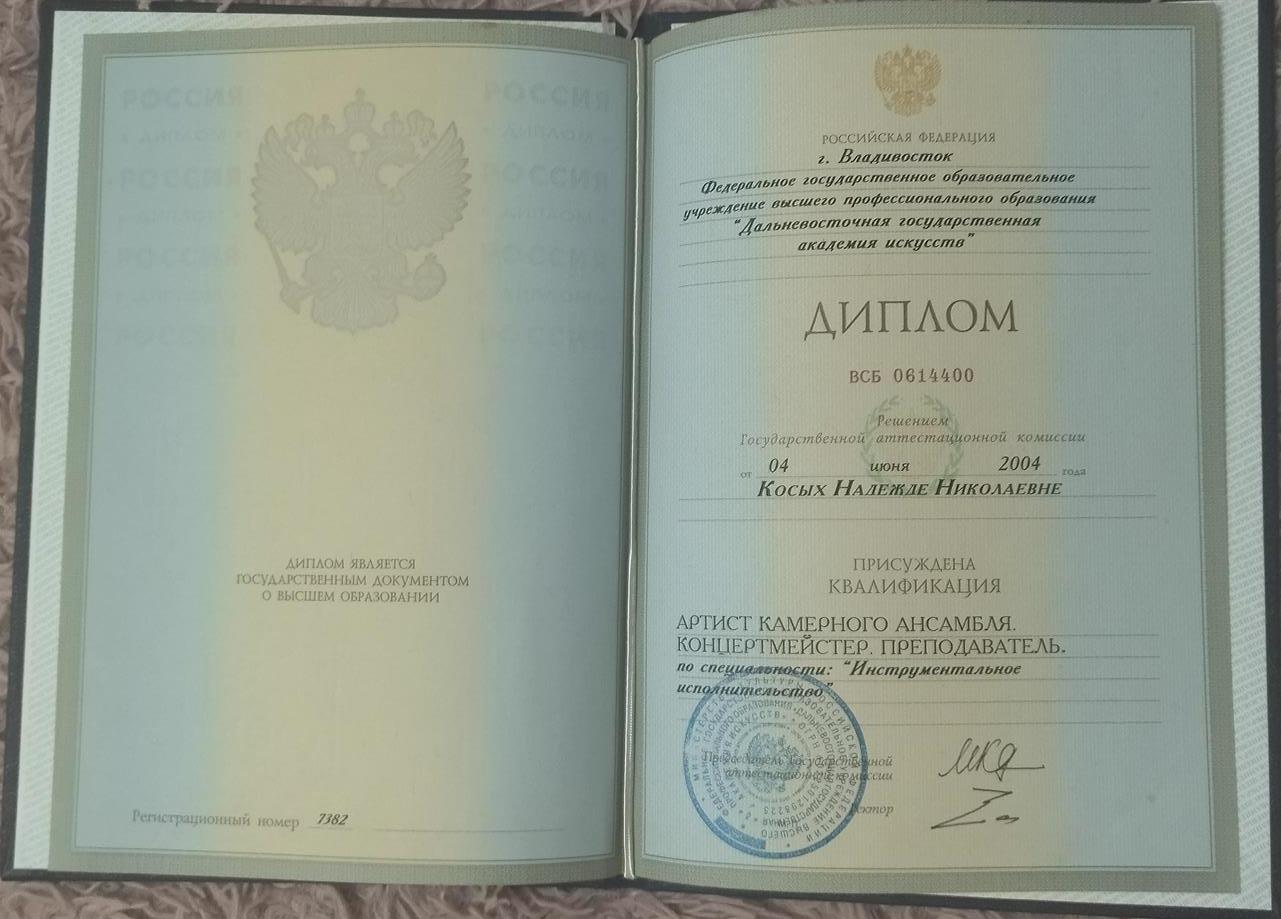 РОССИЯ
РОССИЯ
• ДИПЛОМ •
• ДИПЛОМ •
РОССИЯ
РОССИЯ
ДИПЛОМ
ДИПЛОМ
РОССИЯ
РОССИЯ
ДИПЛОМ
ДИПЛОМ
РОССИЯ
РОССИЯ
ДИПЛОМ ЯВЛЯЕТСЯ
ГОСУДАРСТВЕННЫМ ДОКУМЕНТОМ
О ВЫСШЕМ ОБРАЗОВАНИИ
Регистрационный номер 7382
РОССИЙСКАЯ ФЕДЕРАЦИЯ
г. Владивосток
Федеральное государственное образовательное
учреждение высшего профессионального образования
“Дальневосточная государственная
академия искусств”
ДИПЛОМ
ВСБ 0614400
Решением
Государственной аттестационной комиссии
от 04 июня 2004 года
Косых Надежде Николаевне
ПРИСУЖДЕНА
КВАЛИФИКАЦИЯ
АРТИСТ КАМЕРНОГО АНСАМБЛЯ.
КОНЦЕРТМЕЙСТЕР. ПРЕПОДАВАТЕЛЬ.
по специальности: “Инструментальное
исполнительство”
Председатель Государственной
аттестационной комиссии
Ректор